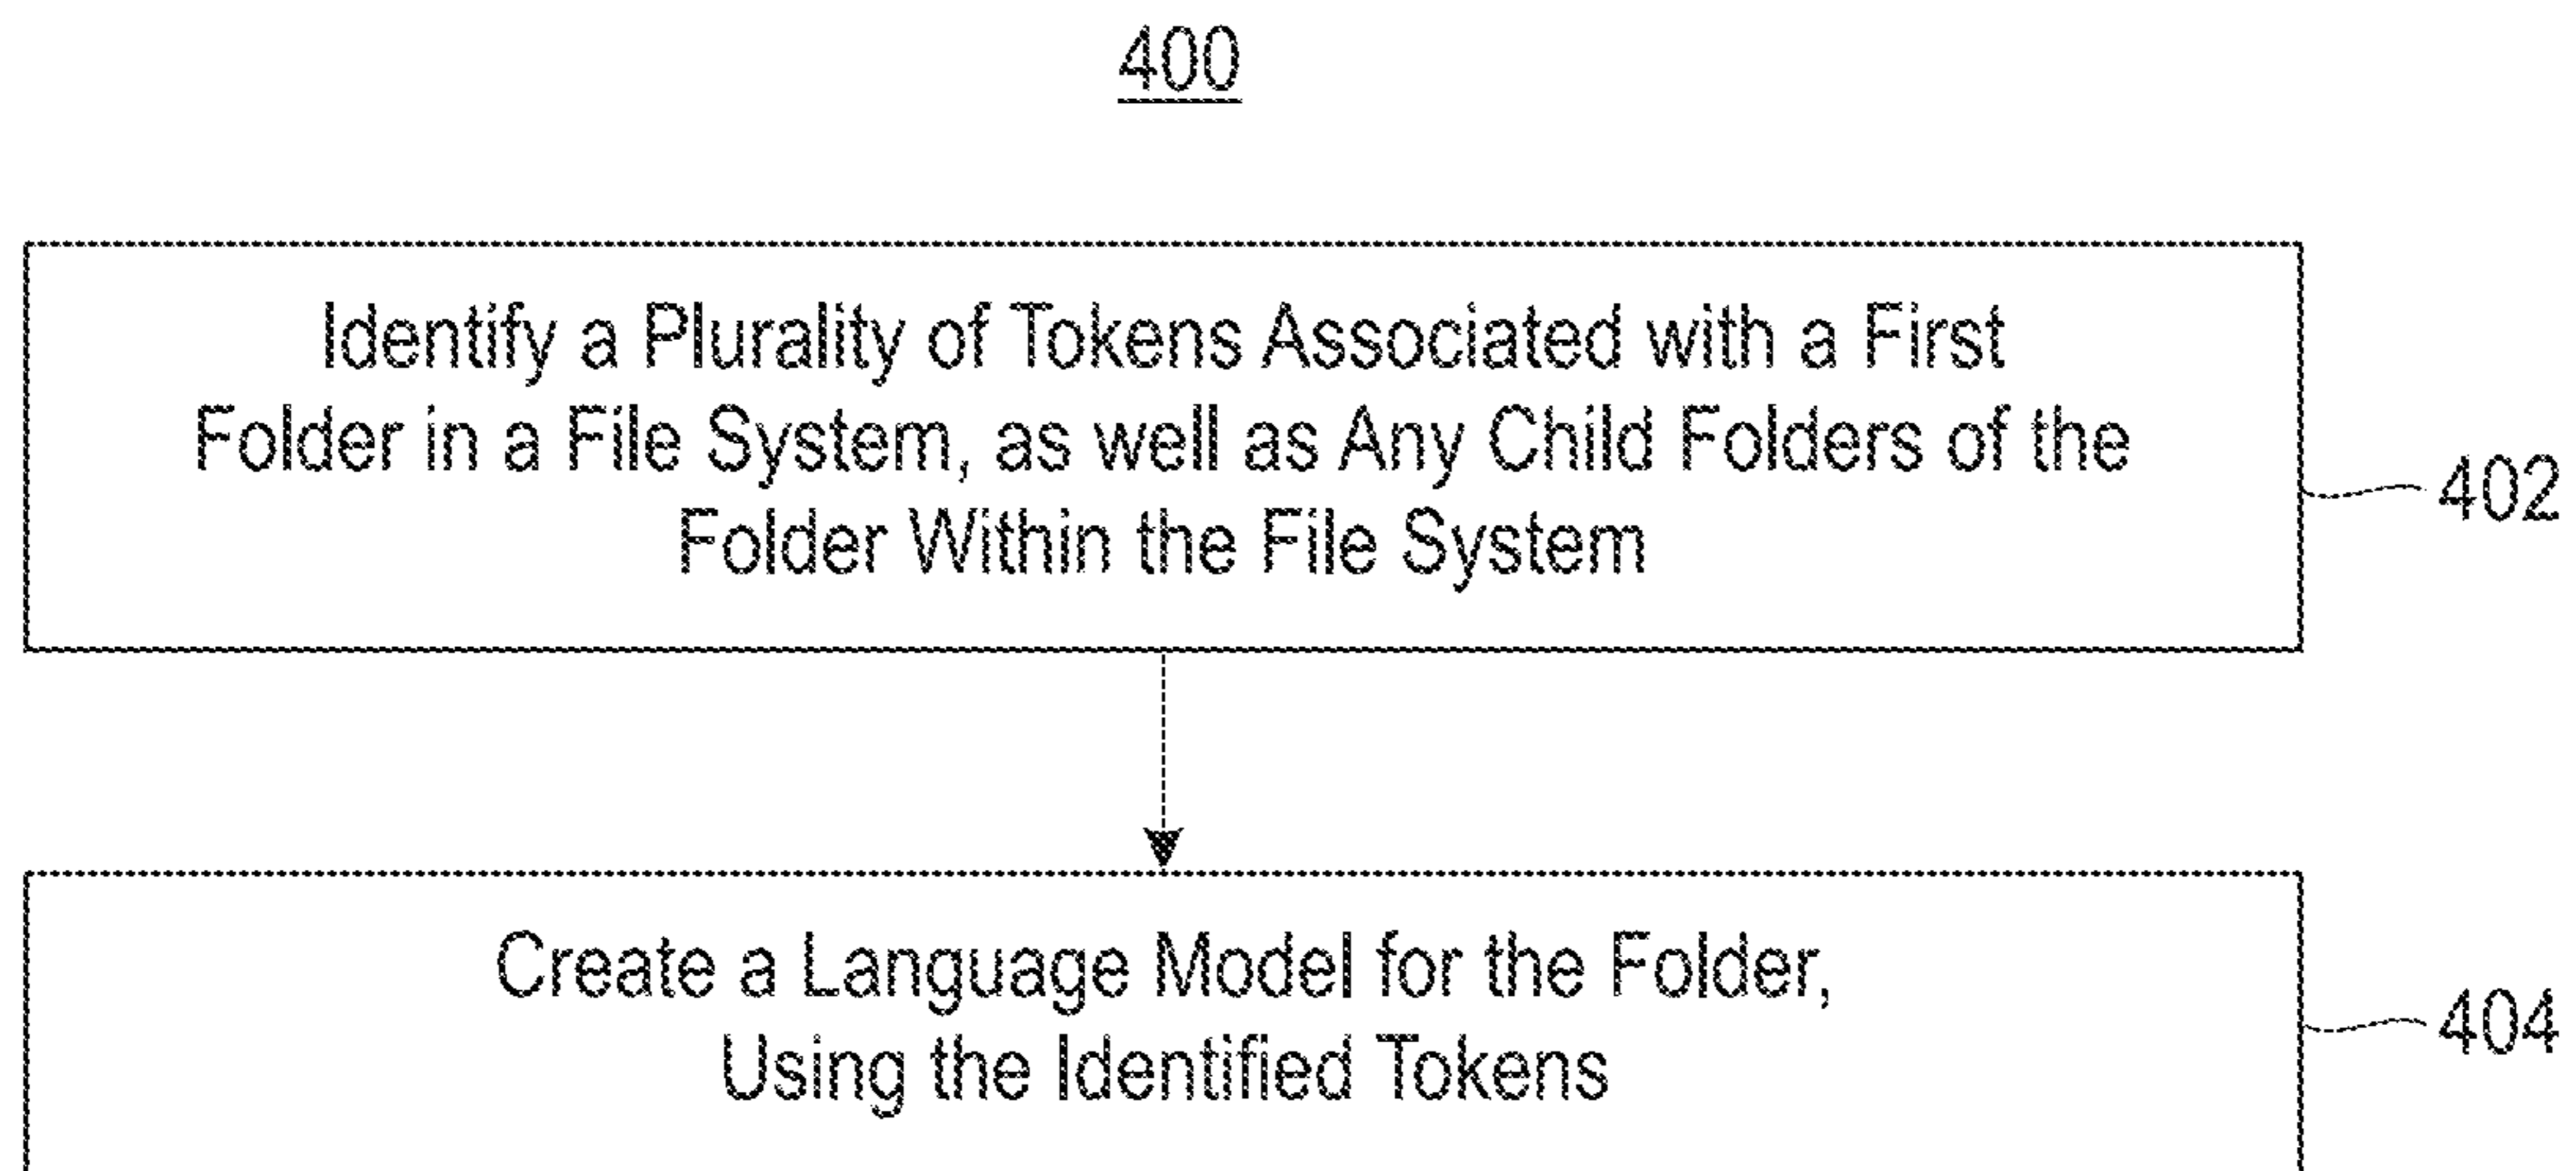 400
Identify a Plurality of Tokens Associated with a First
Folder in a File System, as well as Any Child Folders of the
Folder Within the File System
402
Create a Language Model for the Folder,
Using the Identified Tokens
404